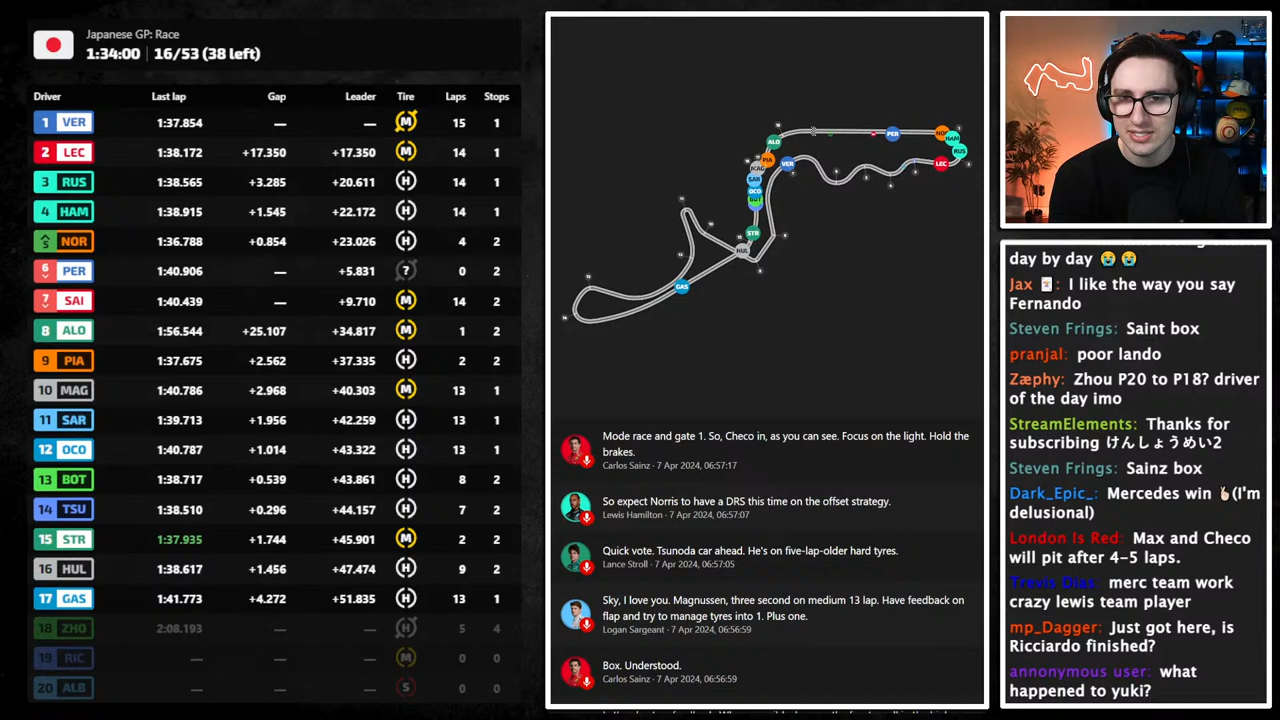 Japanese GP: Race
1:34:00 16/53 (38 left)
Driver Last lap Gap Leader Tire Laps Stops
1 VER 1:37.854 — — M 15 1
2 LEC 1:38.172 +17.350 +17.350 M 14 1
3 RUS 1:38.565 +3.285 +20.611 H 14 1
4 HAM 1:38.915 +1.545 +22.172 H 14 1
5 NOR 1:36.788 +0.854 +23.026 H 4 2
6 PER 1:40.906 — +5.831 ? 0 2
7 SAI 1:40.439 — +9.710 M 14 2
8 ALO 1:56.544 +25.107 +34.817 M 1 2
9 PIA 1:37.675 +2.562 +37.335 H 2 2
10 MAG 1:40.786 +2.968 +40.303 M 13 1
11 SAR 1:39.713 +1.956 +42.259 H 13 1
12 OCO 1:40.787 +1.014 +43.322 H 13 1
13 BOT 1:38.717 +0.539 +43.861 H 8 2
14 TSU 1:38.510 +0.296 +44.157 H 7 2
15 STR 1:37.935 +1.744 +45.901 M 2 2
16 HUL 1:38.617 +1.456 +47.474 H 9 2
17 GAS 1:41.773 +4.272 +51.835 H 13 1
18 ZHO 2:08.193 — — H 5 4
19 RIC — — — M 0 0
20 ALB — — — S 0 0
ALO
PER
NOR
HAM
RUS
LEC
PIA
MAG
VER
SAR
OCO
BOT
STR
HUL
GAS
Mode race and gate 1. So, Checo in, as you can see. Focus on the light. Hold the
brakes.
Carlos Sainz · 7 Apr 2024, 06:57:17
So expect Norris to have a DRS this time on the offset strategy.
Lewis Hamilton · 7 Apr 2024, 06:57:07
Quick vote. Tsunoda car ahead. He's on five-lap-older hard tyres.
Lance Stroll · 7 Apr 2024, 06:57:05
Sky, I love you. Magnussen, three second on medium 13 lap. Have feedback on
flap and try to manage tyres into 1. Plus one.
Logan Sargeant · 7 Apr 2024, 06:56:59
Box. Understood.
Carlos Sainz · 7 Apr 2024, 06:56:59
day by day 😭 😭
Jax 🃏: I like the way you say
Fernando
Steven Frings: Saint box
pranjal: poor lando
Zæphy: Zhou P20 to P18? driver
of the day imo
StreamElements: Thanks for
subscribing けんしょうめい2
Steven Frings: Sainz box
Dark_Epic_: Mercedes win 🤞🏻(I'm
delusional)
London Is Red: Max and Checo
will pit after 4-5 laps.
Trevis Dias: merc team work
crazy lewis team player
mp_Dagger: Just got here, is
Ricciardo finished?
annonymous user: what
happened to yuki?